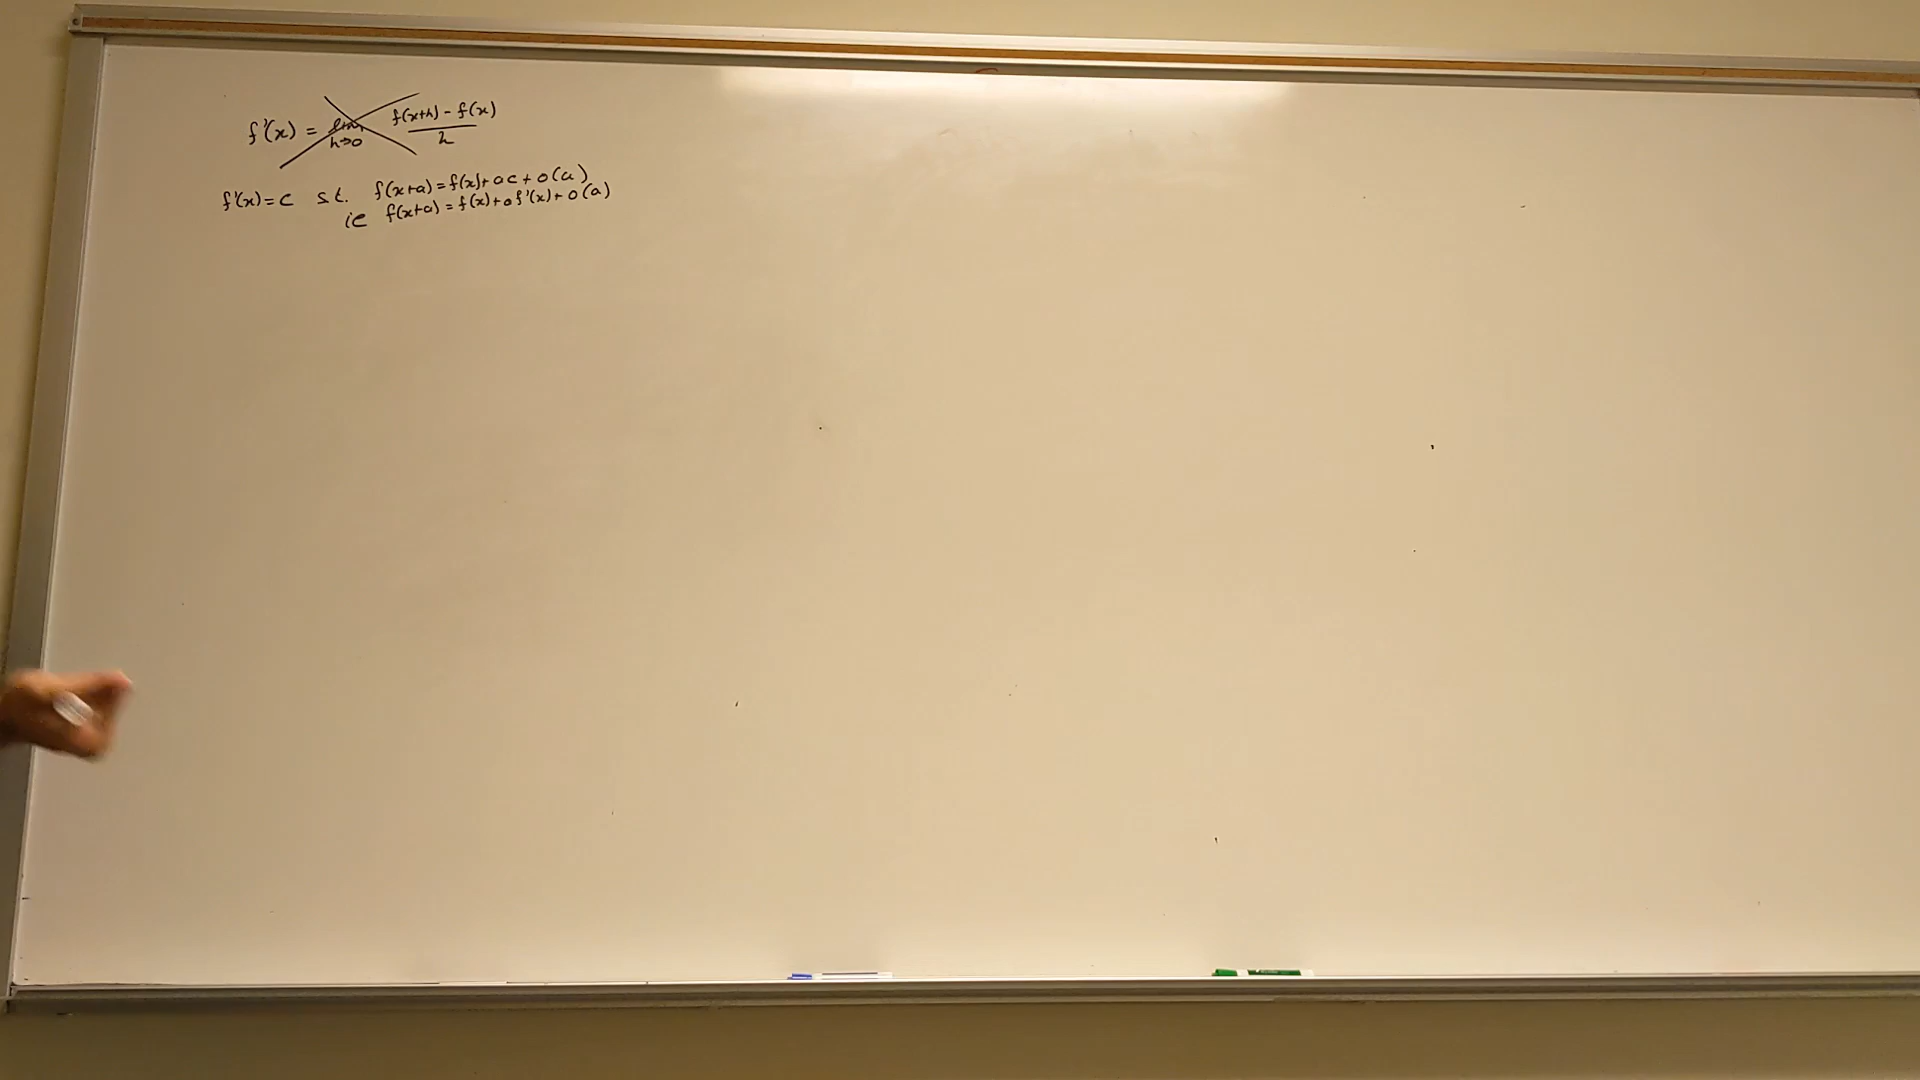 f'(x) = lim h→0 f(x+h) - f(x) / h
f'(x) = c s.t. f(x+a) = f(x) + ac + o(a)
ie f(x+a) = f(x) + a f'(x) + o(a)